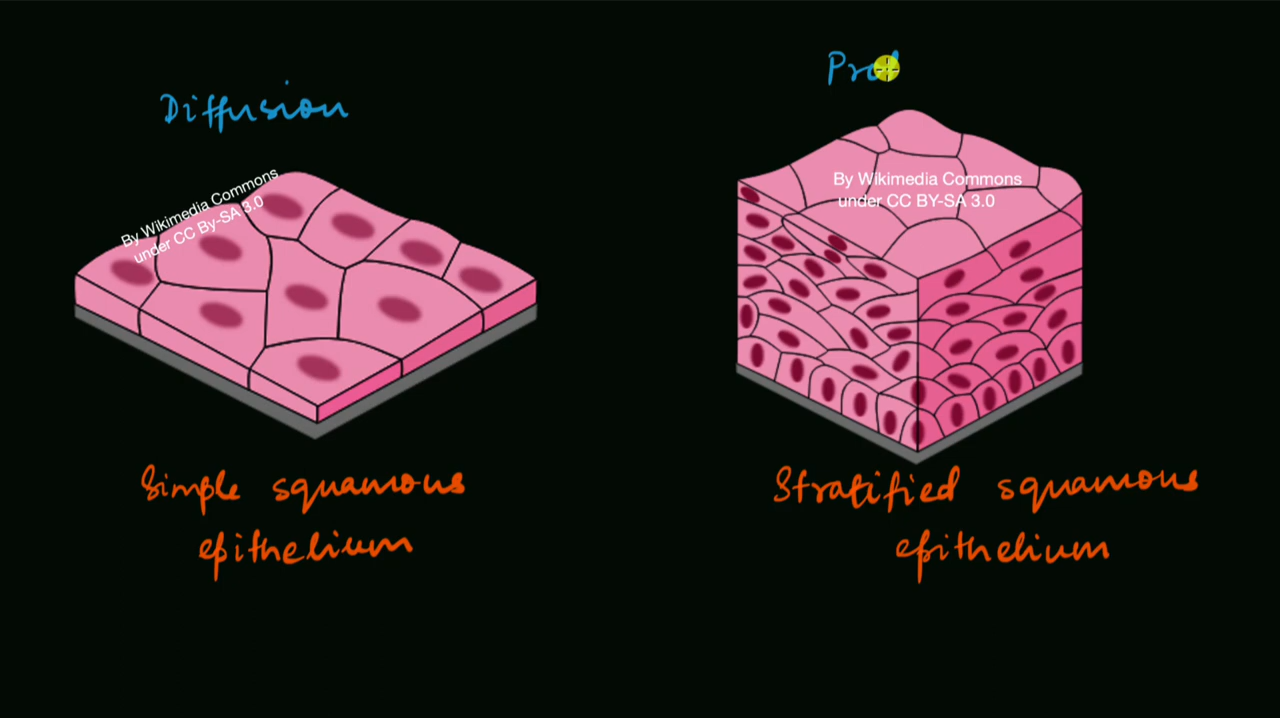 Diffusion
By Wikimedia Commons
under CC By-SA 3.0
Simple squamous
epithelium
By Wikimedia Commons
under CC BY-SA 3.0
Stratified squamous
epithelium